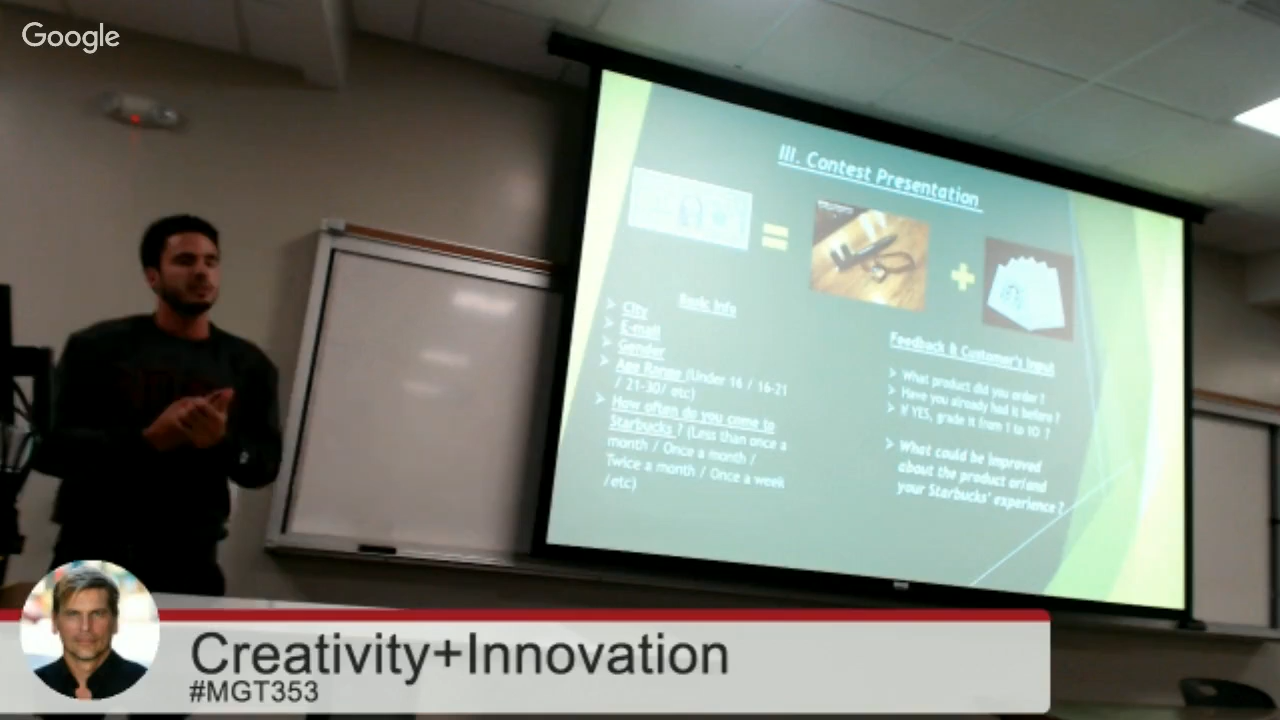 Google
III. Contest Presentation
=
+
Basic Info
City
E-mail
Gender
Age Range (Under 16 / 16-21
/ 21-30/ etc)
How often do you come to
Starbucks ? (Less than once a
month / Once a month /
Twice a month / Once a week
/etc)
Feedback & Customer's Input
What product did you order ?
Have you already had it before ?
If YES, grade it from 1 to 10 ?
What could be improved
about the product or/and
your Starbucks' experience ?
Creativity+Innovation
#MGT353